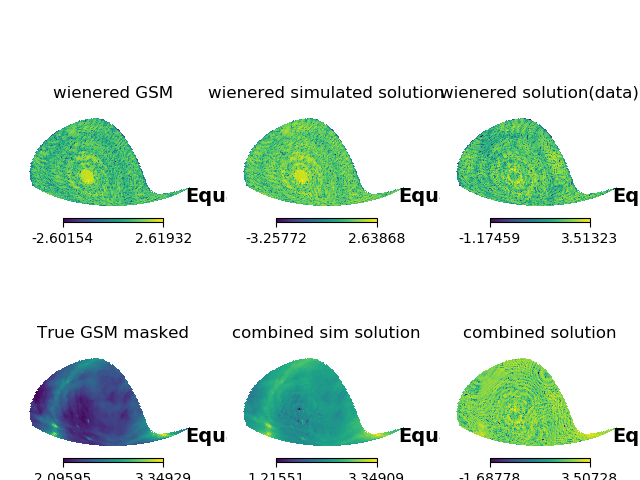 wienered GSM
wienered simulated solution
wienered solution(data)
Equ
Equ
Eq
-2.60154 2.61932
-3.25772 2.63868
-1.17459 3.51323
True GSM masked
combined sim solution
combined solution
Equ
Equ
Eq
2.09595 3.34929
1.21551 3.34909
-1.68778 3.50728